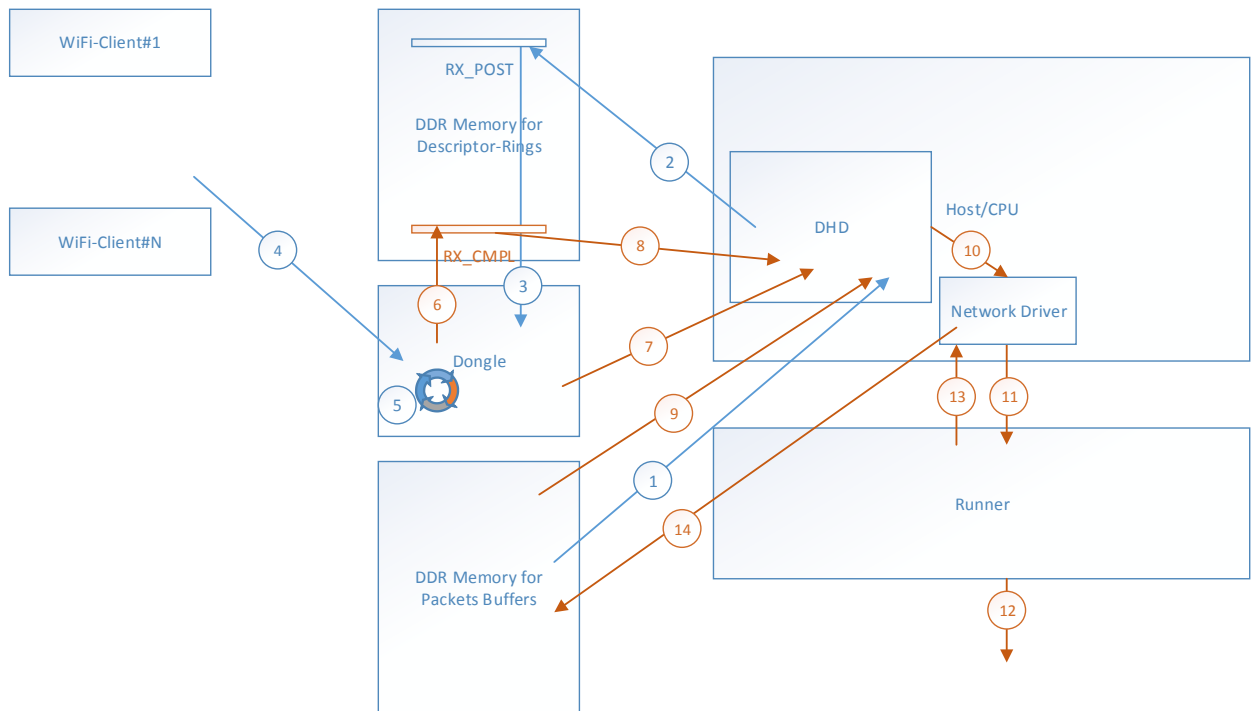 WiFi-Client#1
WiFi-Client#N
4
RX_POST
DDR Memory for
Descriptor-Rings
RX_CMPL
3
6
Dongle
5
DDR Memory for
Packets Buffers
2
8
7
9
1
14
DHD
Host/CPU
10
Network Driver
13
11
Runner
12